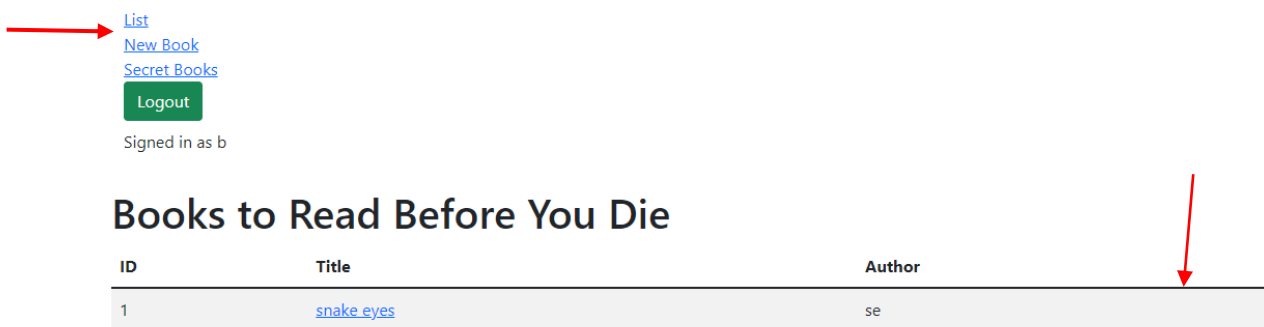 List
New Book
Secret Books
Logout
Signed in as b
Books to Read Before You Die
ID Title Author
1 snake eyes se